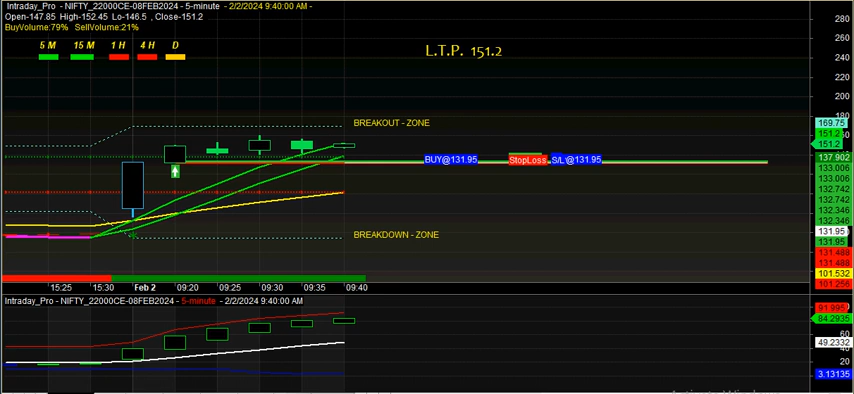 Intraday_Pro - NIFTY_22000CE-08FEB2024 - 5-minute - 2/2/2024 9:40:00 AM -
Open-147.85 High-152.45 Lo-146.5 , Close-151.2
BuyVolume:79% SellVolume:21%
5 M 15 M 1 H 4 H D
L.T.P. 151.2
280
260
240
220
200
180
BREAKOUT - ZONE
169.75
151.2
BUY@131.95 StopLoss S/L@131.95
137.902
133.006
133.006
132.742
132.742
132.346
132.346
131.95
131.95
131.488
131.488
BREAKDOWN - ZONE
101.532
101.256
15:25 15:30 Feb 2 09:20 09:25 09:30 09:35 09:40
Intraday_Pro - NIFTY_22000CE-08FEB2024 - 5-minute - 2/2/2024 9:40:00 AM
84.2935
60
49.2332
40
20
3.13135